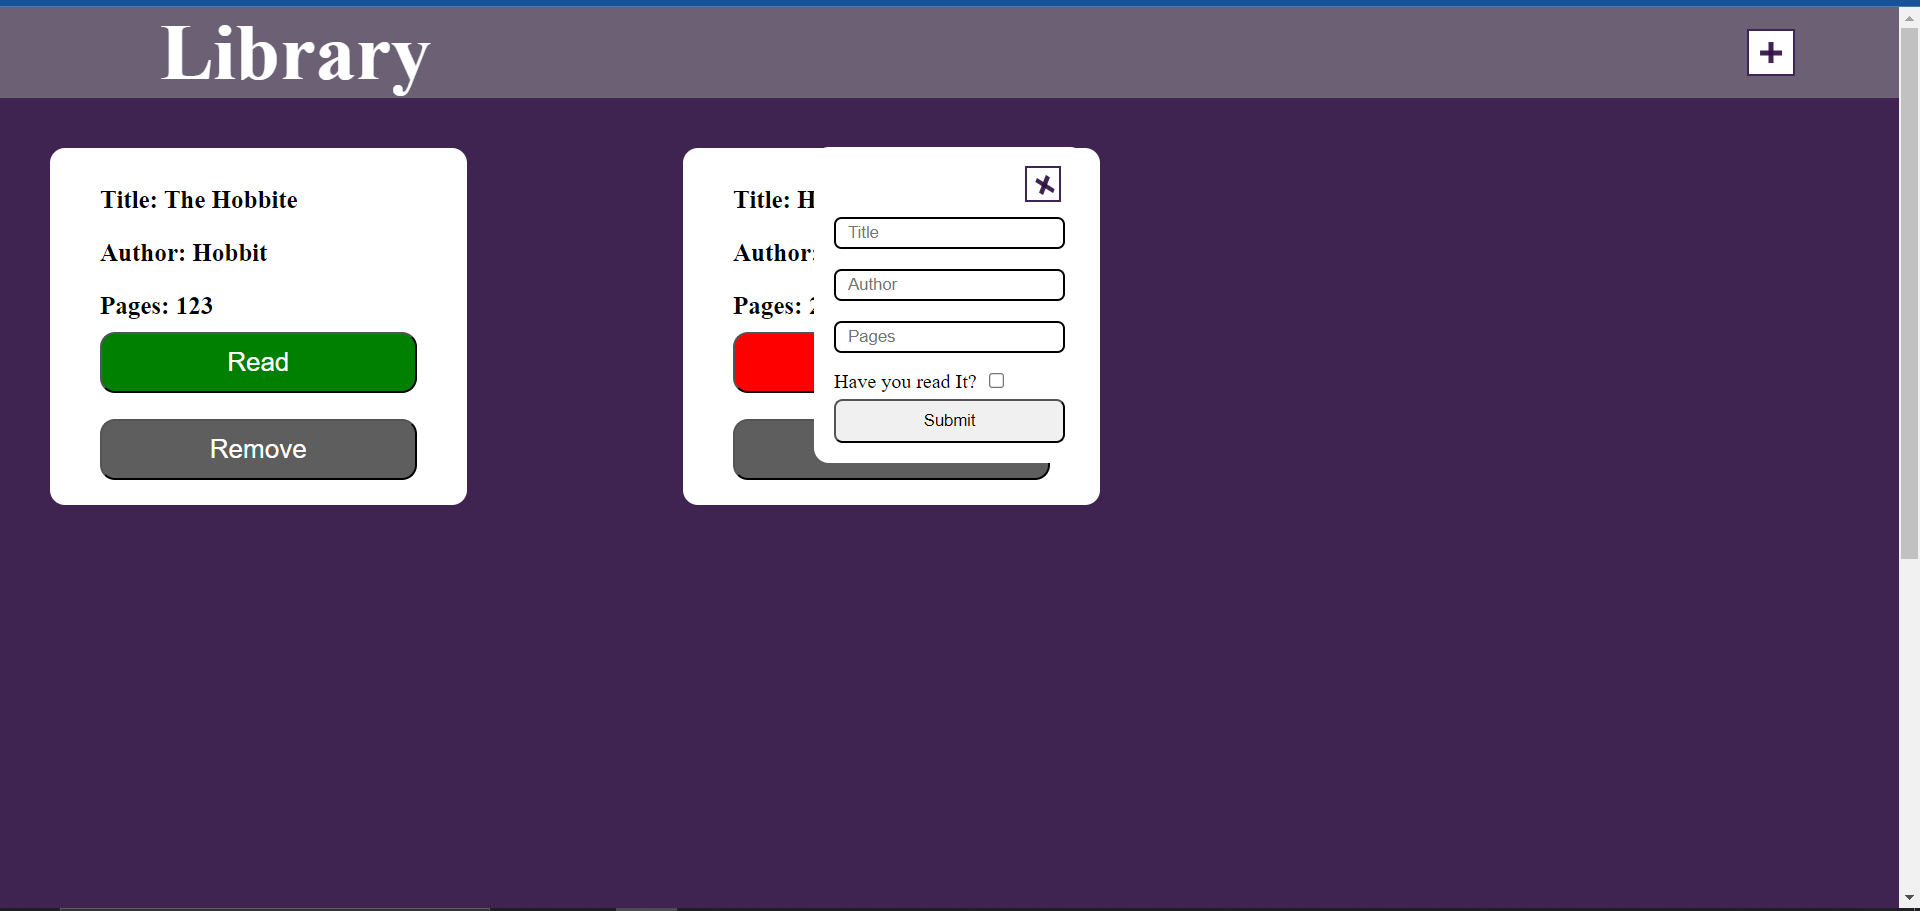 Library
+
Title: The Hobbite
Author: Hobbit
Pages: 123
Read
Remove
Title: H
Author:
Pages:
Title
Author
Pages
Have you read It?
Submit